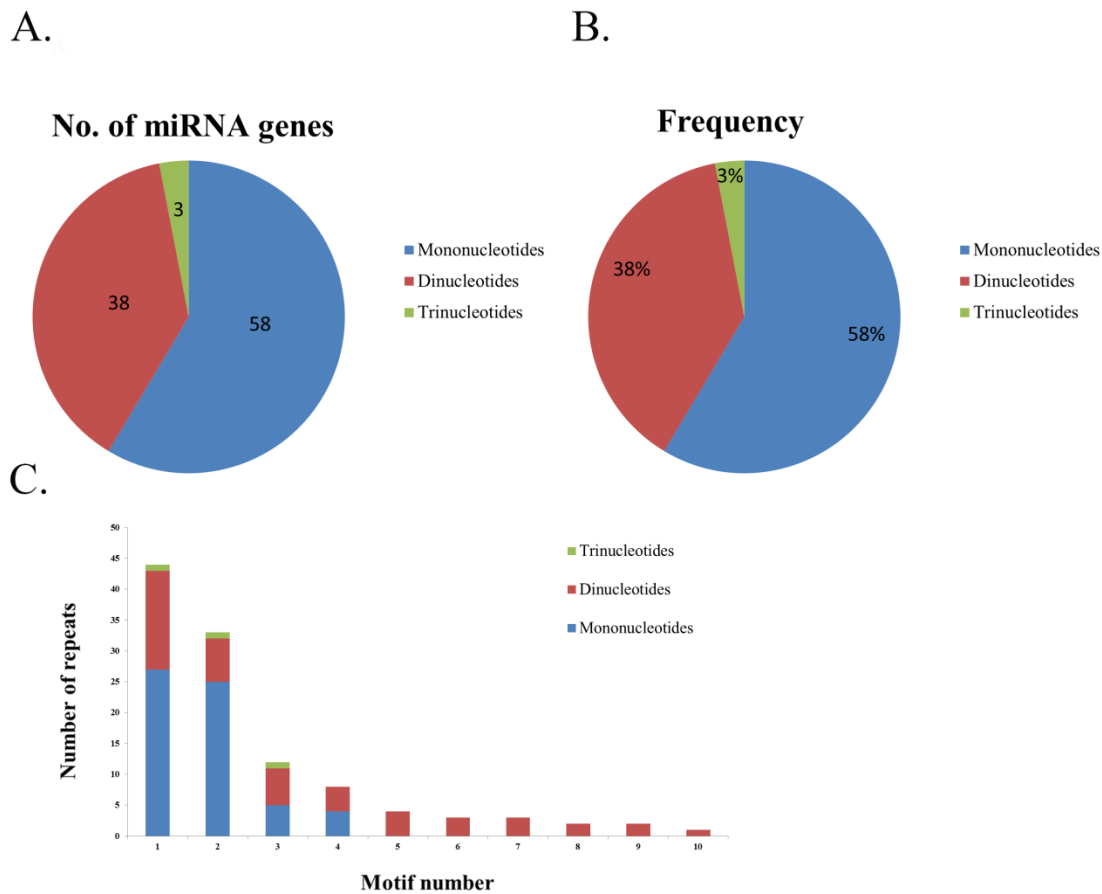 A.
B.
No. of miRNA genes
Frequency
3
38
58
Mononucleotides
Dinucleotides
Trinucleotides
3%
38%
58%
Mononucleotides
Dinucleotides
Trinucleotides
C.
Number of repeats
50
45
40
35
30
25
20
15
10
5
0
1 2 3 4 5 6 7 8 9 10
Motif number
Trinucleotides
Dinucleotides
Mononucleotides